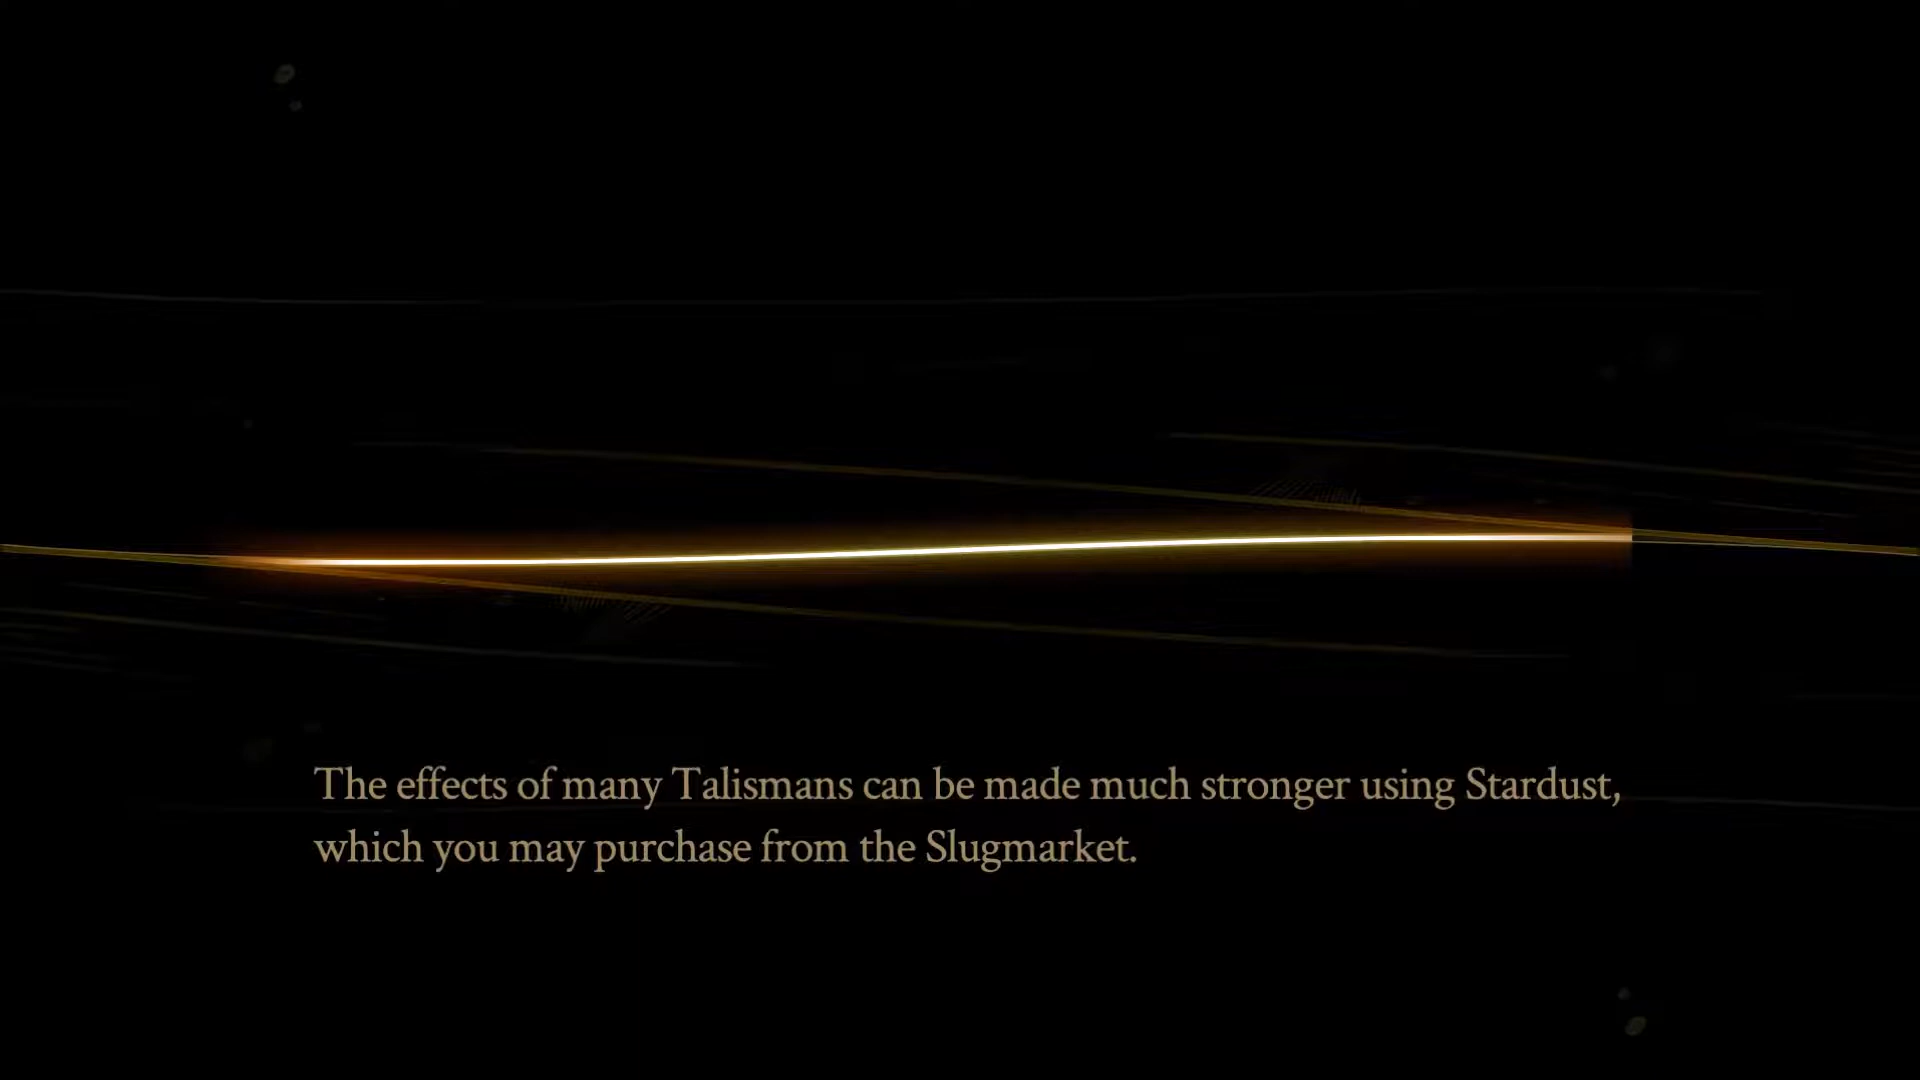 The effects of many Talismans can be made much stronger using Stardust,
which you may purchase from the Slugmarket.